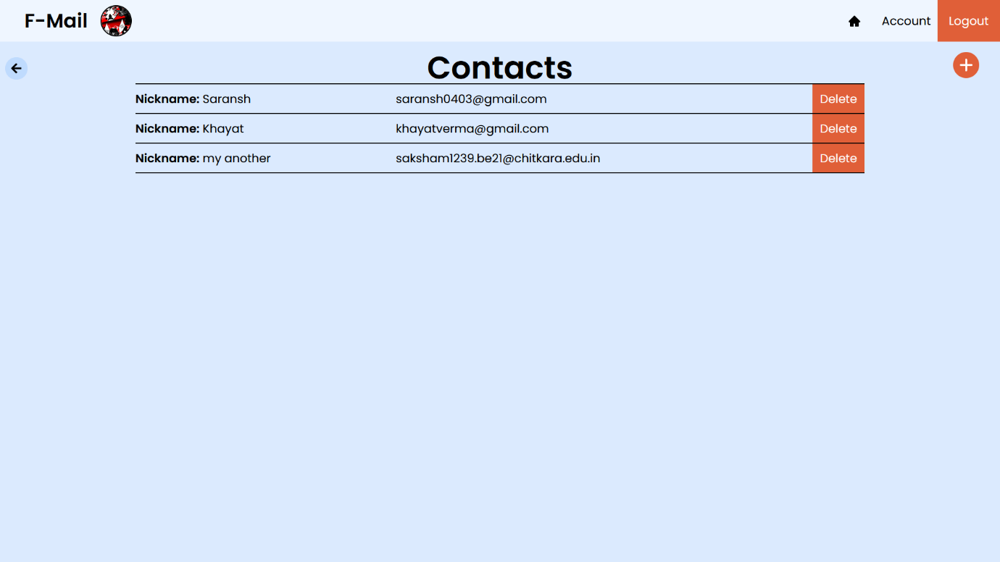 F-Mail Account Logout
Contacts
Nickname: Saransh saransh0403@gmail.com Delete
Nickname: Khayat khayatverma@gmail.com Delete
Nickname: my another saksham1239.be21@chitkara.edu.in Delete